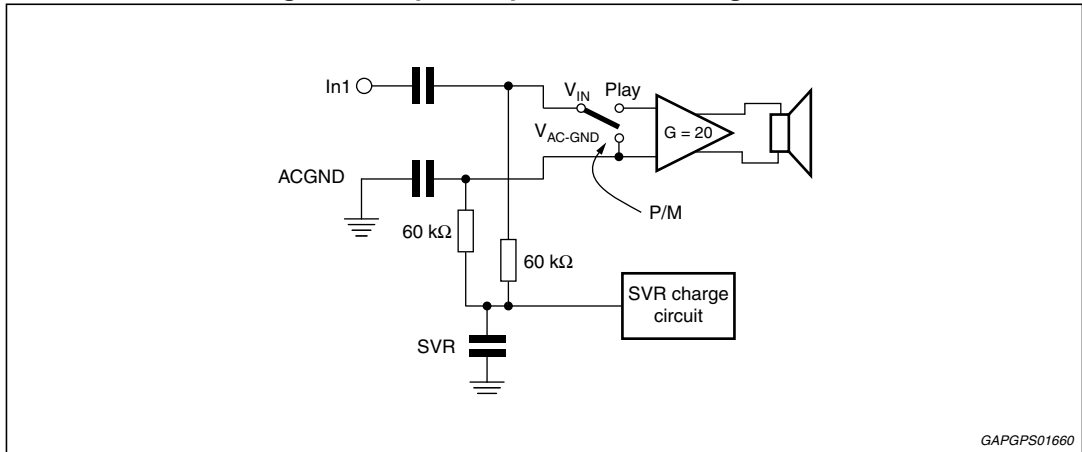 In1
V_IN Play
V_AC-GND
G = 20
ACGND
P/M
60 kΩ
60 kΩ
SVR charge
circuit
SVR
GAPGPS01660